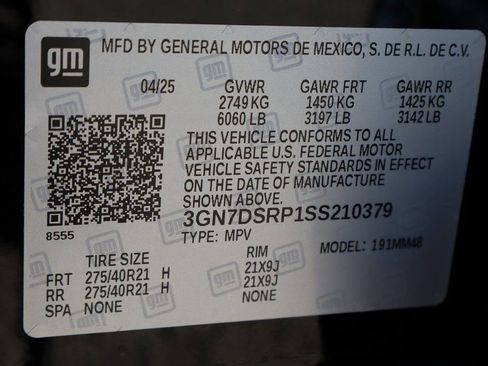 gm
MFD BY GENERAL MOTORS DE MEXICO, S. DE R.L. DE C.V.
04/25 GVWR GAWR FRT GAWR RR
2749 KG 1450 KG 1425 KG
6060 LB 3197 LB 3142 LB
THIS VEHICLE CONFORMS TO ALL
APPLICABLE U.S. FEDERAL MOTOR
VEHICLE SAFETY STANDARDS IN EFFECT
ON THE DATE OF MANUFACTURE
SHOWN ABOVE.
3GN7DSRP1SS210379
8555 TYPE: MPV MODEL: 191MM48
TIRE SIZE RIM
FRT 275/40R21 H 21X9J
RR 275/40R21 H 21X9J
SPA NONE NONE